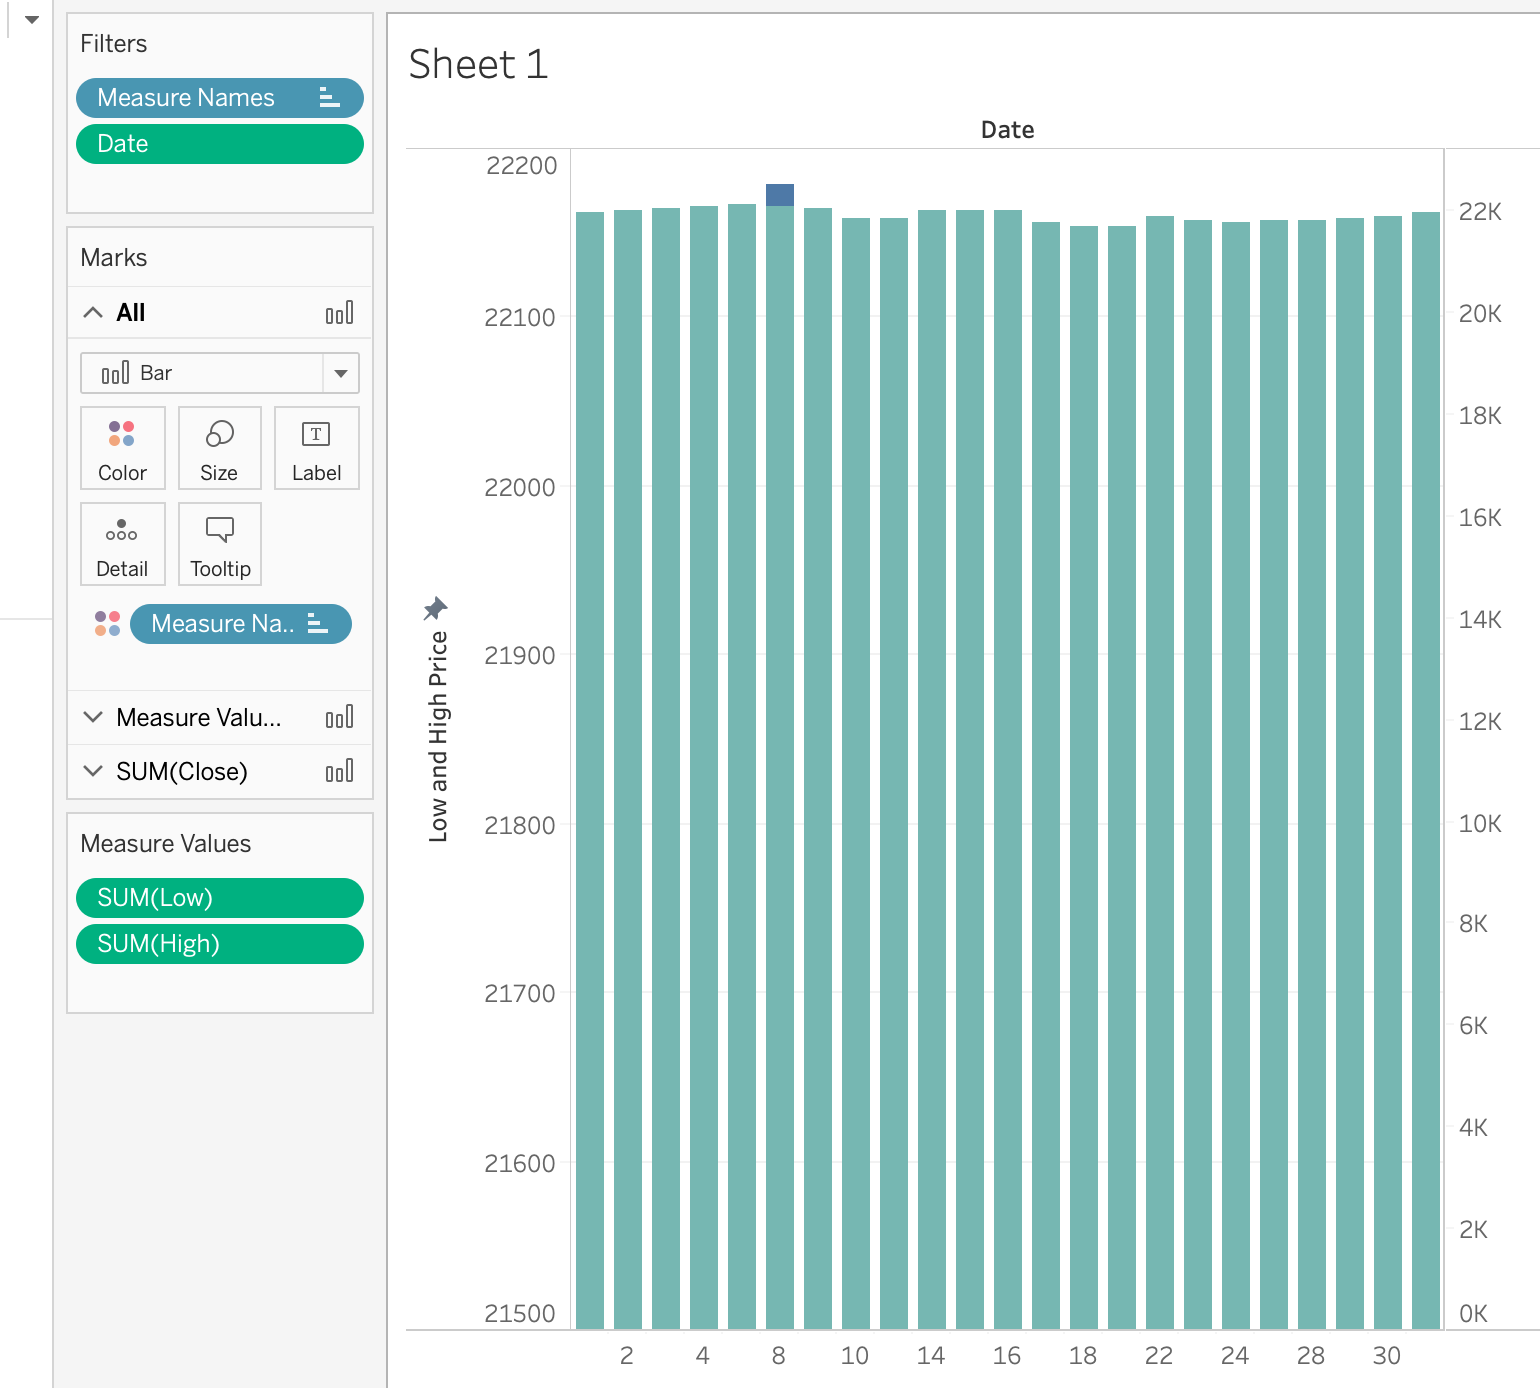 Filters
Measure Names
Date
Marks
All
Bar
Color
Size
Label
Detail
Tooltip
Measure Na..
Measure Valu...
SUM(Close)
Measure Values
SUM(Low)
SUM(High)
Sheet 1
Date
Low and High Price
22200
22100
22000
21900
21800
21700
21600
21500
22K
20K
18K
16K
14K
12K
10K
8K
6K
4K
2K
0K
2 4 8 10 14 16 18 22 24 28 30